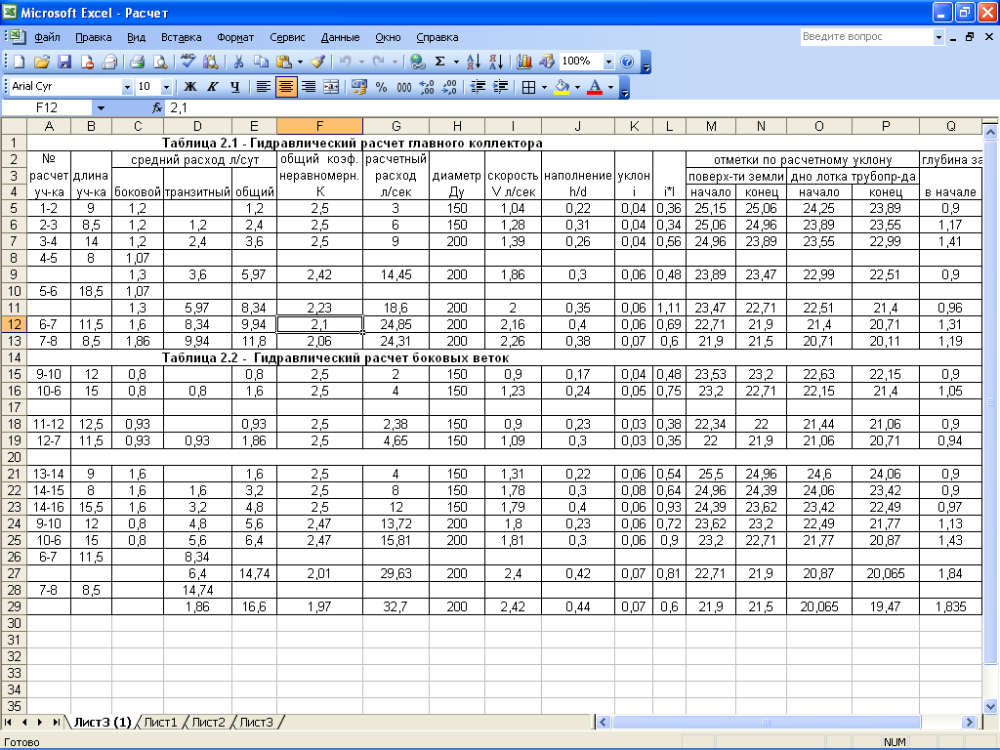 Microsoft Excel - Расчет
Файл Правка Вид Вставка Формат Сервис Данные Окно Справка Введите вопрос
Σ 100%
Arial Cyr 10 Ж К Ч % 000
F12 fx 2,1
A B C D E F G H I J K L M N O P Q
1 Таблица 2.1 - Гидравлический расчет главного коллектора
2 № средний расход л/сут общий коэф. расчетный отметки по расчетному уклону глубина за
3 расчет длина неравномерн. расход диаметр скорость наполнение уклон поверх-ти земли дно лотка трубопр-да
4 уч-ка уч-ка боковой транзитный общий К л/сек Ду V л/сек h/d i i*l начало конец начало конец в начале
5 1-2 9 1,2 1,2 2,5 3 150 1,04 0,22 0,04 0,36 25,15 25,06 24,25 23,89 0,9
6 2-3 8,5 1,2 1,2 2,4 2,5 6 150 1,28 0,31 0,04 0,34 25,06 24,96 23,89 23,55 1,17
7 3-4 14 1,2 2,4 3,6 2,5 9 200 1,39 0,26 0,04 0,56 24,96 23,89 23,55 22,99 1,41
8 4-5 8 1,07
9 1,3 3,6 5,97 2,42 14,45 200 1,86 0,3 0,06 0,48 23,89 23,47 22,99 22,51 0,9
10 5-6 18,5 1,07
11 1,3 5,97 8,34 2,23 18,6 200 2 0,35 0,06 1,11 23,47 22,71 22,51 21,4 0,96
12 6-7 11,5 1,6 8,34 9,94 2,1 24,85 200 2,16 0,4 0,06 0,69 22,71 21,9 21,4 20,71 1,31
13 7-8 8,5 1,86 9,94 11,8 2,06 24,31 200 2,26 0,38 0,07 0,6 21,9 21,5 20,71 20,11 1,19
14 Таблица 2.2 - Гидравлический расчет боковых веток
15 9-10 12 0,8 0,8 2,5 2 150 0,9 0,17 0,04 0,48 23,53 23,2 22,63 22,15 0,9
16 10-6 15 0,8 0,8 1,6 2,5 4 150 1,23 0,24 0,05 0,75 23,2 22,71 22,15 21,4 1,05
17
18 11-12 12,5 0,93 0,93 2,5 2,38 150 0,9 0,23 0,03 0,38 22,34 22 21,44 21,06 0,9
19 12-7 11,5 0,93 0,93 1,86 2,5 4,65 150 1,09 0,3 0,03 0,35 22 21,9 21,06 20,71 0,94
20
21 13-14 9 1,6 1,6 2,5 4 150 1,31 0,22 0,06 0,54 25,5 24,96 24,6 24,06 0,9
22 14-15 8 1,6 1,6 3,2 2,5 8 150 1,78 0,3 0,08 0,64 24,96 24,39 24,06 23,42 0,9
23 14-16 15,5 1,6 3,2 4,8 2,5 12 150 1,79 0,4 0,06 0,93 24,39 23,62 23,42 22,49 0,97
24 9-10 12 0,8 4,8 5,6 2,47 13,72 200 1,8 0,23 0,06 0,72 23,62 23,2 22,49 21,77 1,13
25 10-6 15 0,8 5,6 6,4 2,47 15,81 200 1,81 0,3 0,06 0,9 23,2 22,71 21,77 20,87 1,43
26 6-7 11,5 8,34
27 6,4 14,74 2,01 29,63 200 2,4 0,42 0,07 0,81 22,71 21,9 20,87 20,065 1,84
28 7-8 8,5 14,74
29 1,86 16,6 1,97 32,7 200 2,42 0,44 0,07 0,6 21,9 21,5 20,065 19,47 1,835
30
31
32
33
34
35
Лист3 (1) Лист1 Лист2 Лист3
Готово NUM